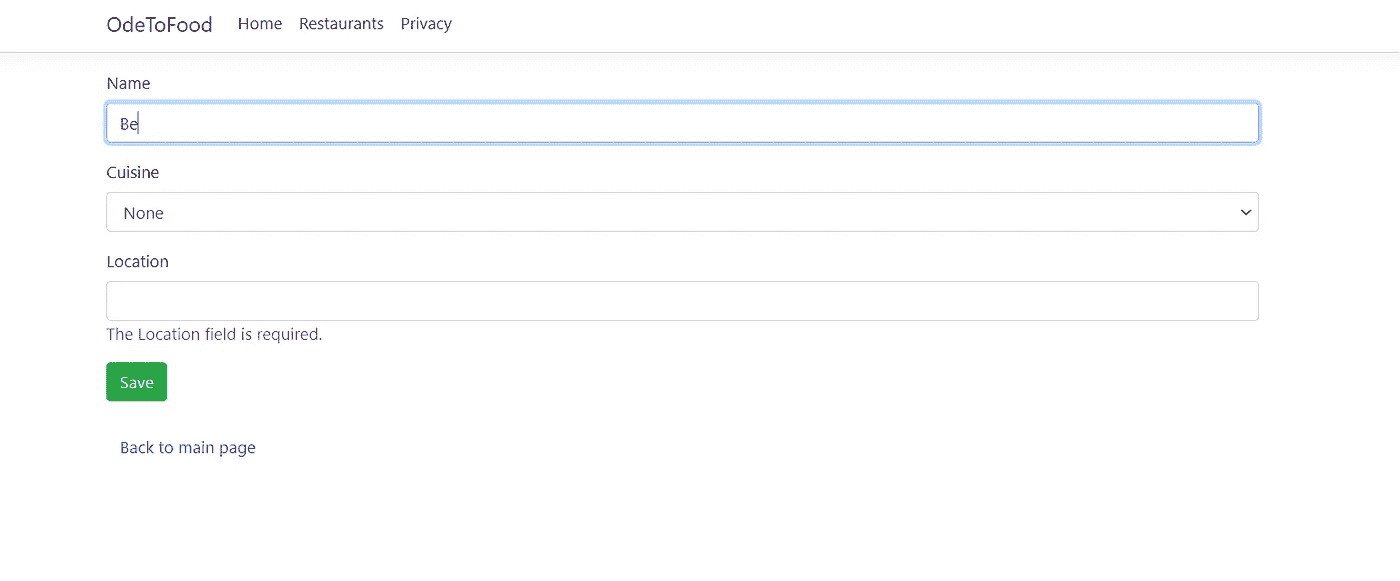 OdeToFood Home Restaurants Privacy
Name
Be
Cuisine
None
Location
The Location field is required.
Save
Back to main page